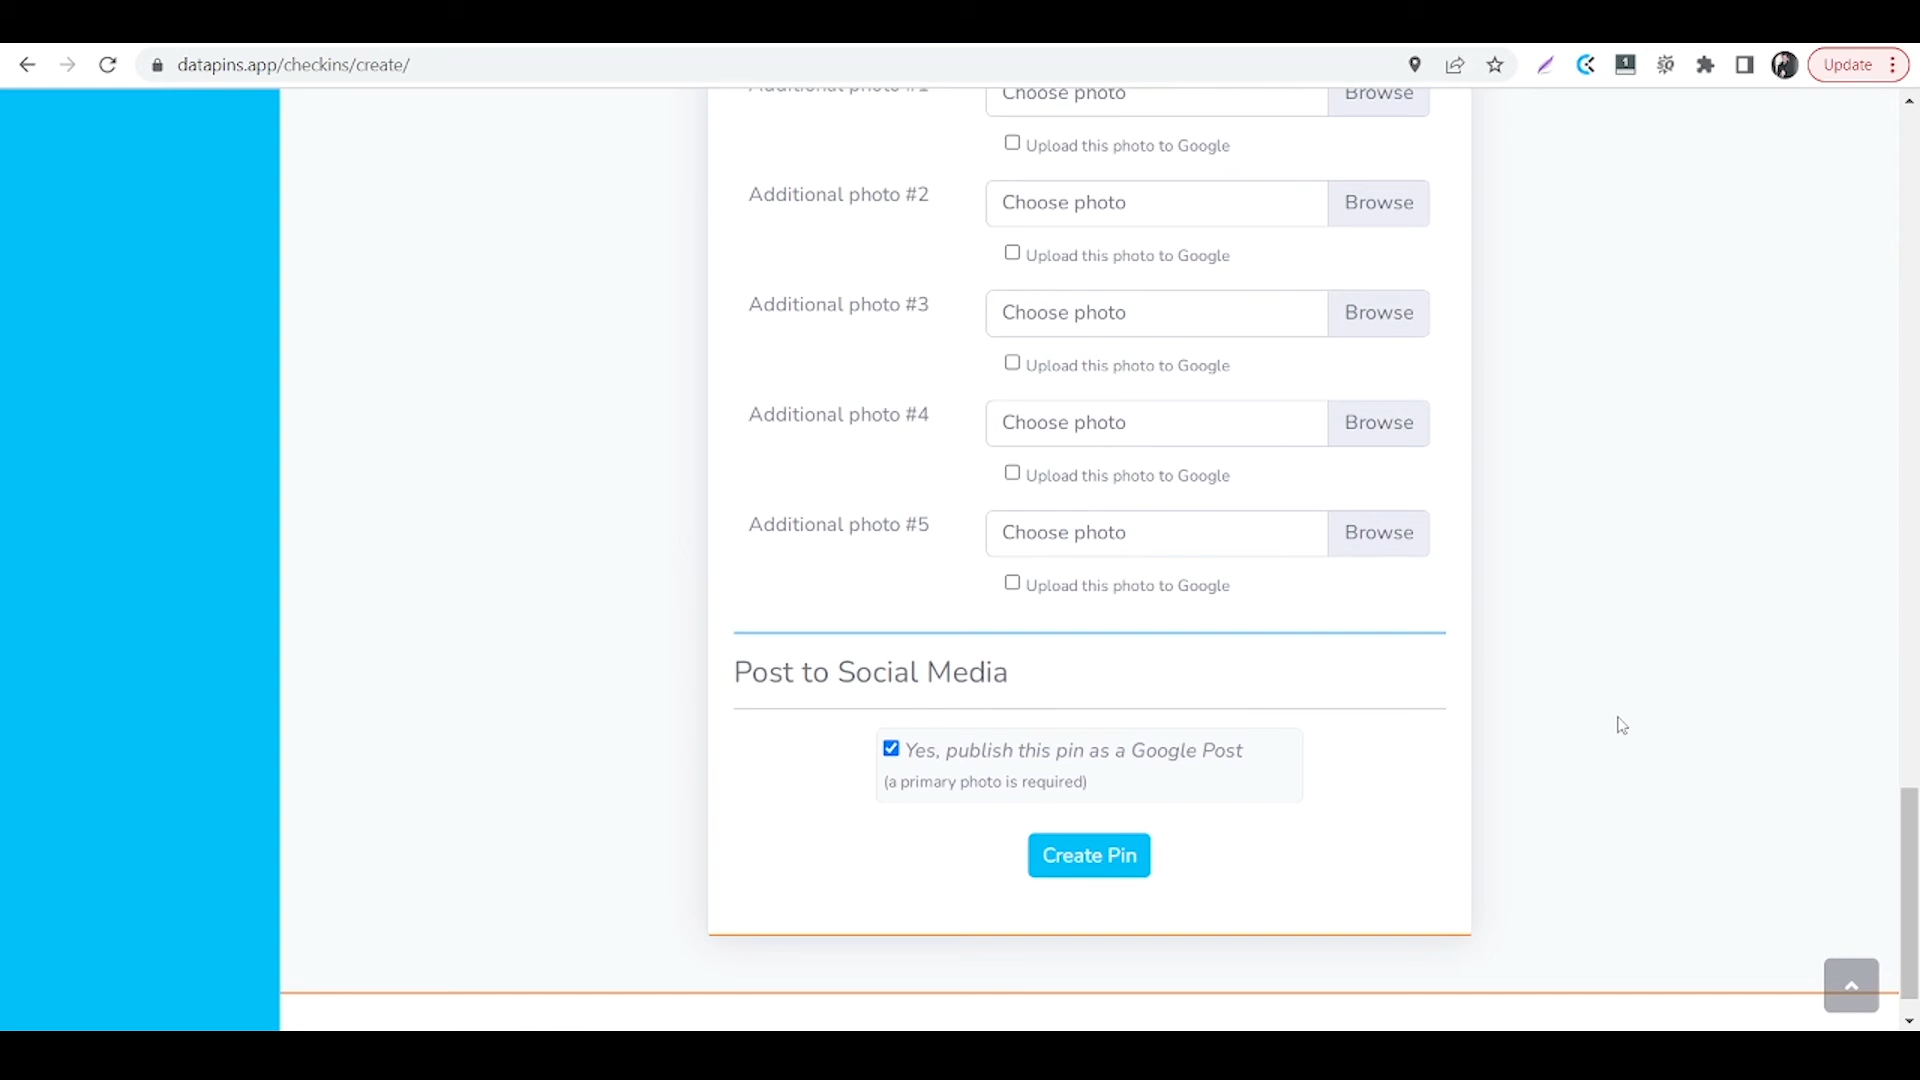 datapins.app/checkins/create/
Update
Additional photo #1 Choose photo Browse
Upload this photo to Google
Additional photo #2 Choose photo Browse
Upload this photo to Google
Additional photo #3 Choose photo Browse
Upload this photo to Google
Additional photo #4 Choose photo Browse
Upload this photo to Google
Additional photo #5 Choose photo Browse
Upload this photo to Google
Post to Social Media
Yes, publish this pin as a Google Post
(a primary photo is required)
Create Pin